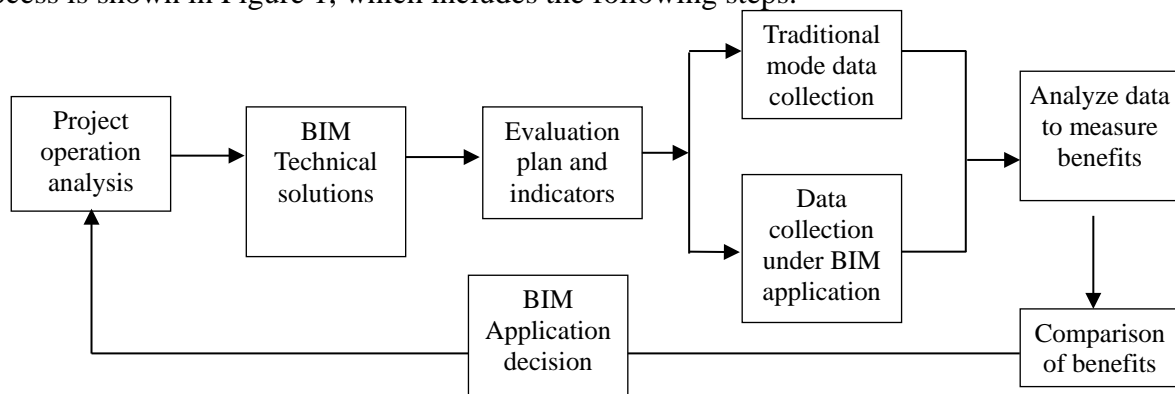 ocess is shown in Figure 1, which includes the following steps:
Project
operation
analysis
BIM
Technical
solutions
Evaluation
plan and
indicators
Traditional
mode data
collection
Data
collection
under BIM
application
Analyze data
to measure
benefits
Comparison
of benefits
BIM
Application
decision